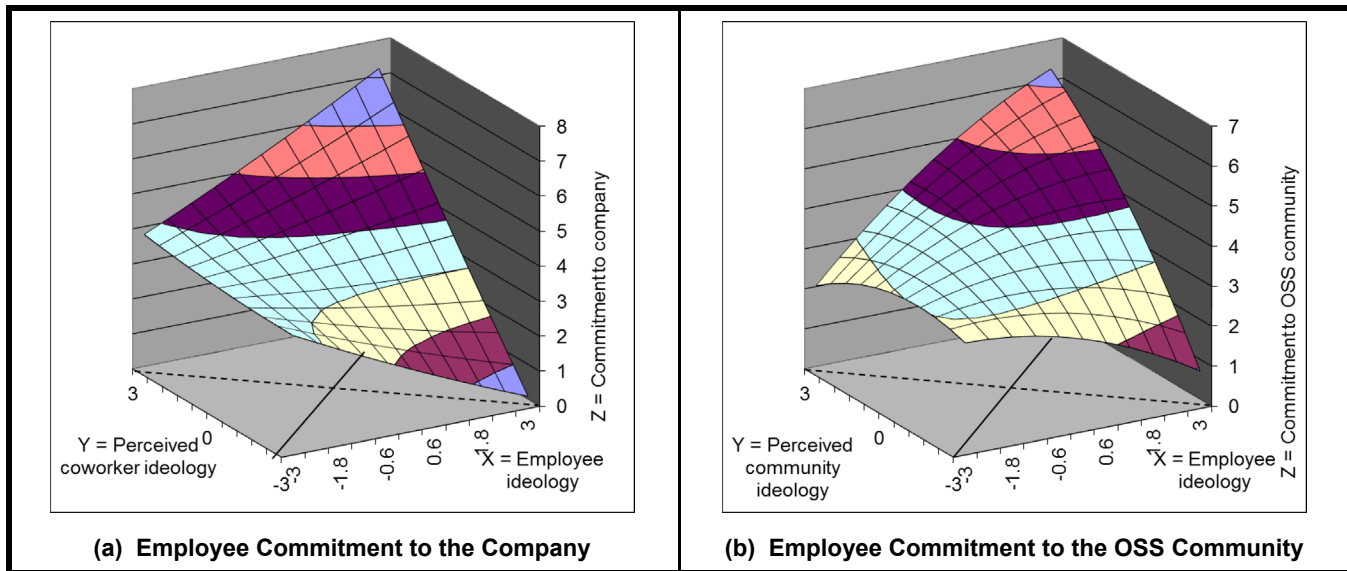 8
7
6
5
4
3
2
1
0
Z = Commitment to company
3
0
-3
Y = Perceived
coworker ideology
-3
-1.8
-0.6
0.6
1.8
3
X = Employee
ideology
(a) Employee Commitment to the Company
7
6
5
4
3
2
1
0
Z = Commitment to OSS community
3
0
-3
Y = Perceived
community
ideology
-3
-1.8
-0.6
0.6
1.8
3
X = Employee
ideology
(b) Employee Commitment to the OSS Community